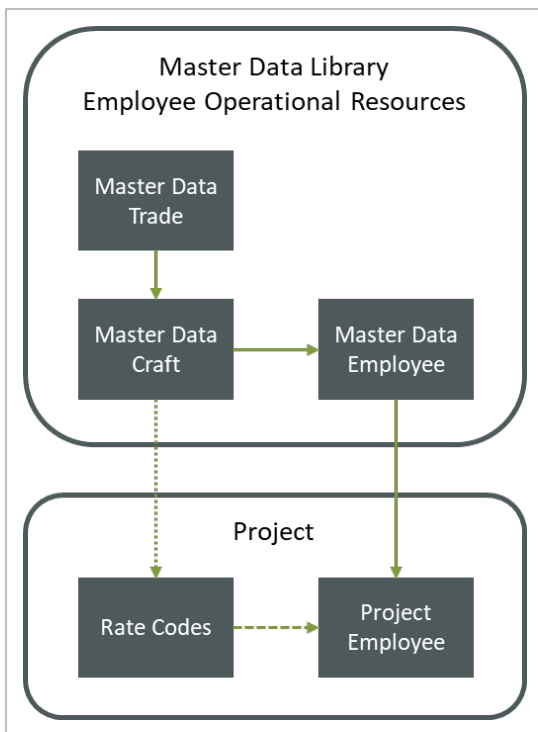 Master Data Library
Employee Operational Resources
Master Data
Trade
Master Data
Craft
Master Data
Employee
Project
Rate Codes
Project
Employee